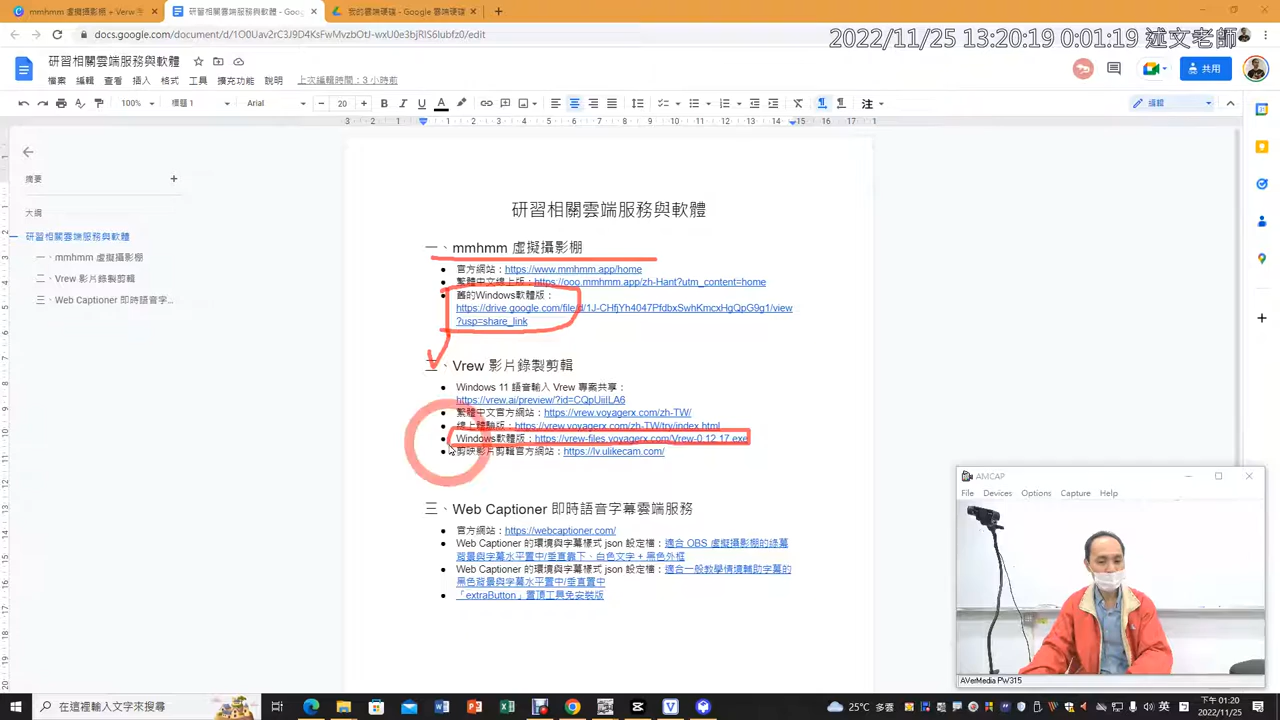 mmhmm 虛擬攝影棚 + Vrew
研習相關雲端服務與軟體 - Goo
我的雲端硬碟 - Google 雲端硬碟
docs.google.com/document/d/1O0Uav2rC3J9D4KsFwMvzbOtJ-wxU0e3bjRIS6lubfz0/edit
2022/11/25 13:20:19 0:01:19 述文老師
研習相關雲端服務與軟體
檔案 編輯 查看 插入 格式 工具 擴充功能 說明 上次編輯時間：3 小時前
共用
100% 標題 1 Arial 20 編輯
摘要
大綱
研習相關雲端服務與軟體
一、mmhmm 虛擬攝影棚
二、Vrew 影片錄製剪輯
三、Web Captioner 即時語音字...
研習相關雲端服務與軟體
一、mmhmm 虛擬攝影棚
官方網站：https://www.mmhmm.app/home
繁體中文線上版：https://ooo.mmhmm.app/zh-Hant?utm_content=home
舊的Windows軟體版：
https://drive.google.com/file/d/1J-CHfjYh4047PfdbxSwhKmcxHgQpG9g1/view
?usp=share_link
二、Vrew 影片錄製剪輯
Windows 11 語音輸入 Vrew 專案共享：
https://vrew.ai/preview/?id=CQpUiilLA6
繁體中文官方網站：https://vrew.voyagerx.com/zh-TW/
線上體驗版：https://vrew.voyagerx.com/zh-TW/try/index.html
Windows軟體版：https://vrew-files.voyagerx.com/Vrew-0.12.17.exe
剪映影片剪輯官方網站：https://lv.ulikecam.com/
三、Web Captioner 即時語音字幕雲端服務
官方網站：https://webcaptioner.com/
Web Captioner 的環境與字幕樣式 json 設定檔：適合 OBS 虛擬攝影棚的綠幕
背景與字幕水平置中/垂直靠下、白色文字 + 黑色外框
Web Captioner 的環境與字幕樣式 json 設定檔：適合一般教學情境輔助字幕的
黑色背景與字幕水平置中/垂直置中
「extraButton」置頂工具免安裝版
AMCAP
File Devices Options Capture Help
AVerMedia PW315
在這裡輸入文字來搜尋
25°C 多雲
下午 01:20
2022/11/25